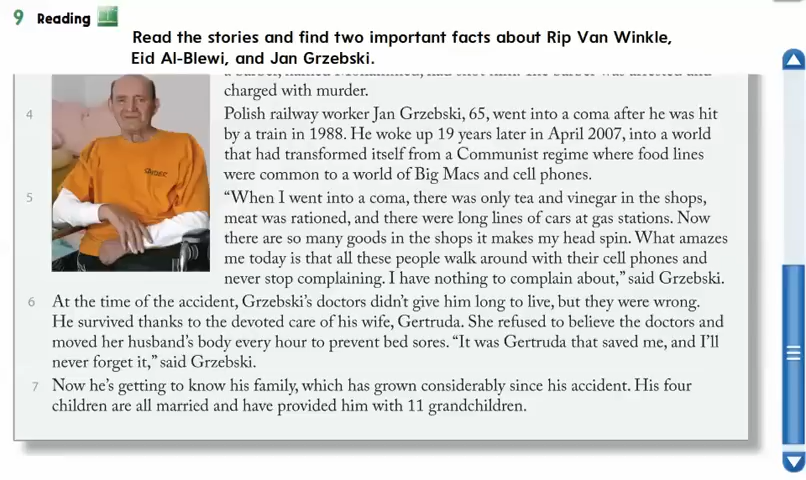 9 Reading
Read the stories and find two important facts about Rip Van Winkle,
Eid Al-Blewi, and Jan Grzebski.
charged with murder.
4 Polish railway worker Jan Grzebski, 65, went into a coma after he was hit
by a train in 1988. He woke up 19 years later in April 2007, into a world
that had transformed itself from a Communist regime where food lines
were common to a world of Big Macs and cell phones.
5 “When I went into a coma, there was only tea and vinegar in the shops,
meat was rationed, and there were long lines of cars at gas stations. Now
there are so many goods in the shops it makes my head spin. What amazes
me today is that all these people walk around with their cell phones and
never stop complaining. I have nothing to complain about,” said Grzebski.
6 At the time of the accident, Grzebski’s doctors didn’t give him long to live, but they were wrong.
He survived thanks to the devoted care of his wife, Gertruda. She refused to believe the doctors and
moved her husband’s body every hour to prevent bed sores. “It was Gertruda that saved me, and I’ll
never forget it,” said Grzebski.
7 Now he’s getting to know his family, which has grown considerably since his accident. His four
children are all married and have provided him with 11 grandchildren.